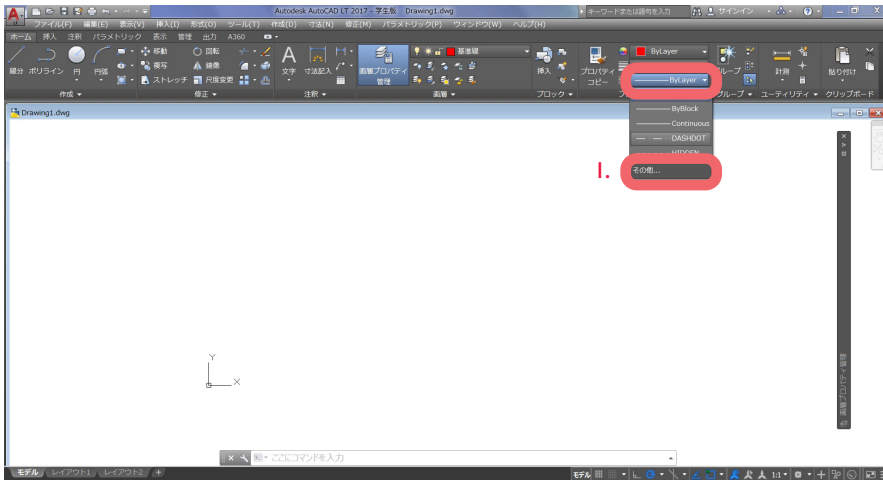 Autodesk AutoCAD LT 2017 - 学生版 Drawing1.dwg
キーワードまたは語句を入力
サインイン
ファイル(F) 編集(E) 表示(V) 挿入(I) 形式(O) ツール(T) 作成(D) 寸法(N) 修正(M) パラメトリック(P) ウィンドウ(W) ヘルプ(H)
ホーム 挿入 注釈 パラメトリック 表示 管理 出力 A360
線分 ポリライン 円 円弧
移動 回転
複写 鏡像
ストレッチ 尺度変更
文字 寸法記入
画層プロパティ管理
基準線
挿入
プロパティコピー
ByLayer
ByLayer
ループ
計測
貼り付け
作成 修正 注釈 画層 ブロック グループ ユーティリティ クリップボード
Drawing1.dwg
ByBlock
Continuous
DASHDOT
HIDDEN
I.
その他...
画層プロパティ管理
Y
X
ここにコマンドを入力
モデル レイアウト1 レイアウト2 +
モデル
1:1